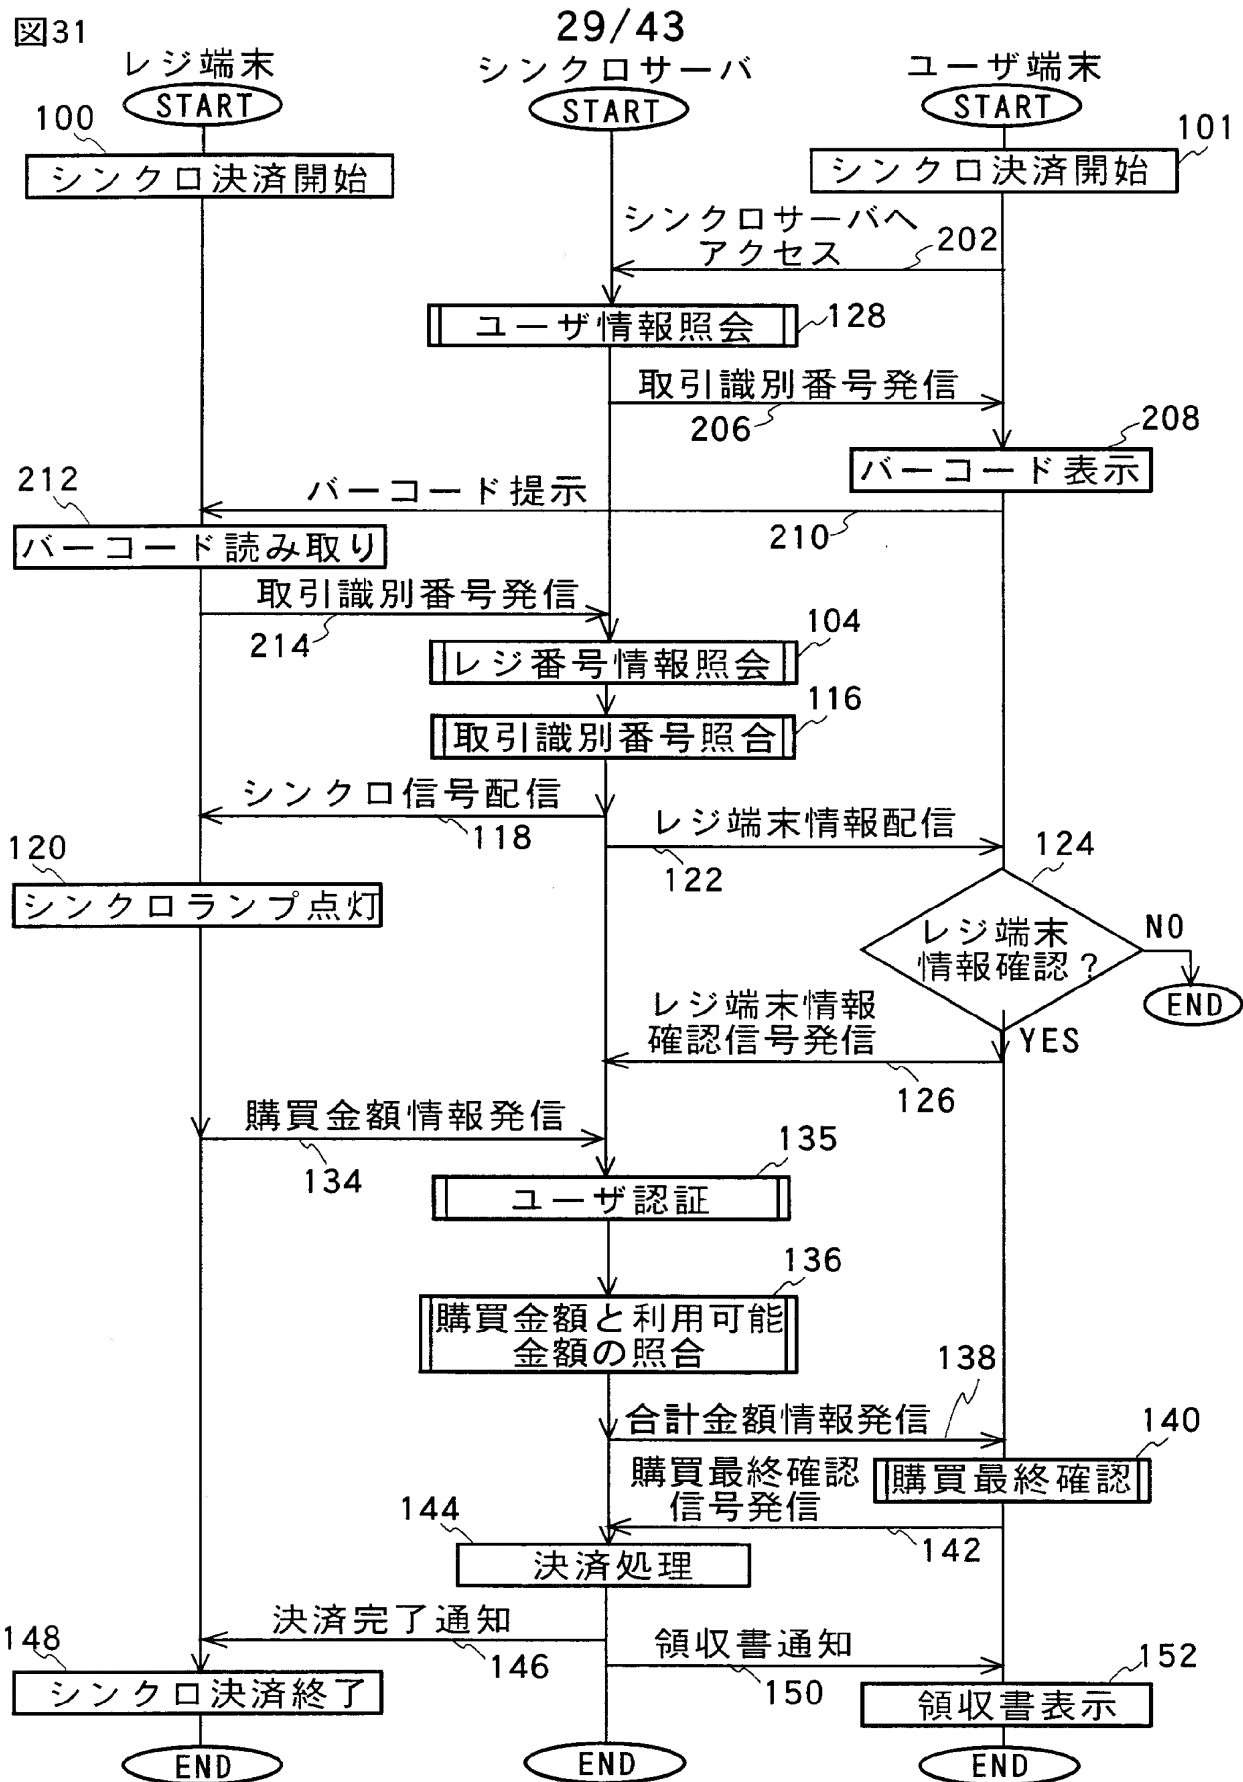 図31
29/43
レジ端末
シンクロサーバ
ユーザ端末
START
START
START
100
シンクロ決済開始
101
シンクロ決済開始
シンクロサーバへ
アクセス
202
ユーザ情報照会
128
取引識別番号発信
206
208
バーコード表示
バーコード提示
210
212
バーコード読み取り
取引識別番号発信
214
104
レジ番号情報照会
116
取引識別番号照合
シンクロ信号配信
118
レジ端末情報配信
122
120
シンクロランプ点灯
124
レジ端末
情報確認?
NO
END
YES
レジ端末情報
確認信号発信
126
購買金額情報発信
134
135
ユーザ認証
136
購買金額と利用可能
金額の照合
138
合計金額情報発信
140
購買最終確認
購買最終確認
信号発信
142
144
決済処理
決済完了通知
146
148
シンクロ決済終了
領収書通知
150
152
領収書表示
END
END
END